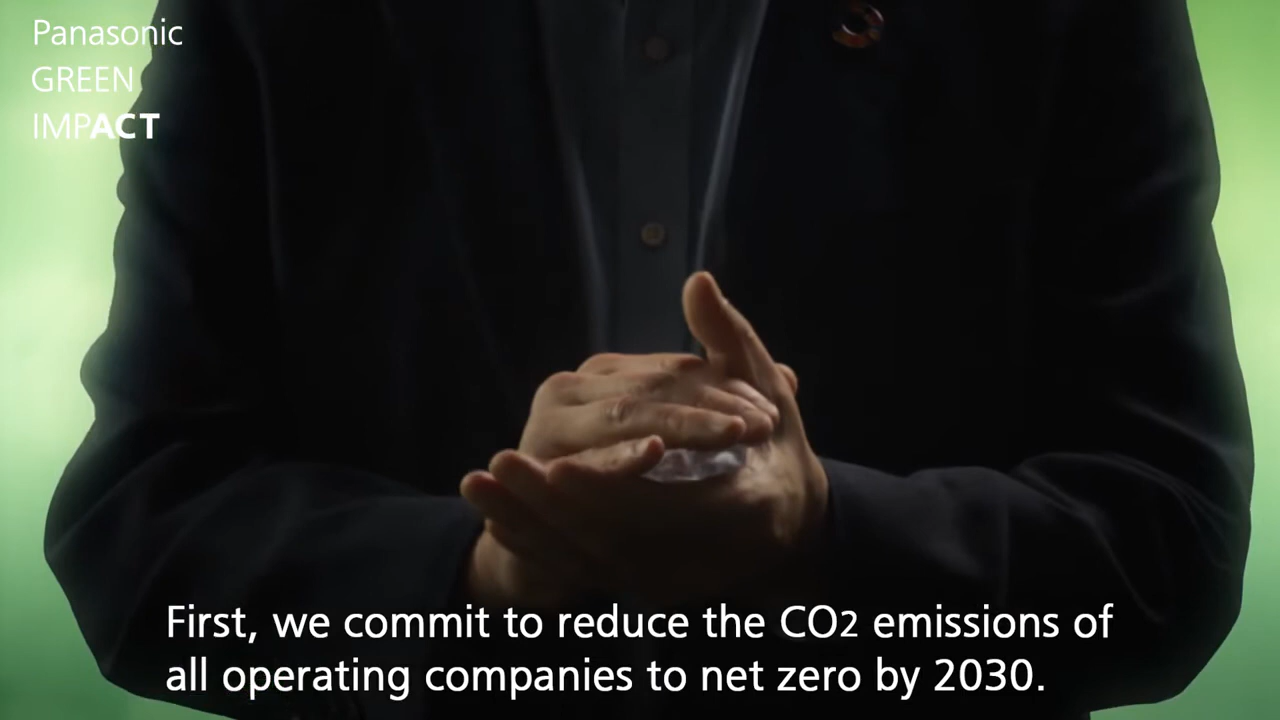 Panasonic
GREEN
IMPACT
First, we commit to reduce the CO2 emissions of
all operating companies to net zero by 2030.